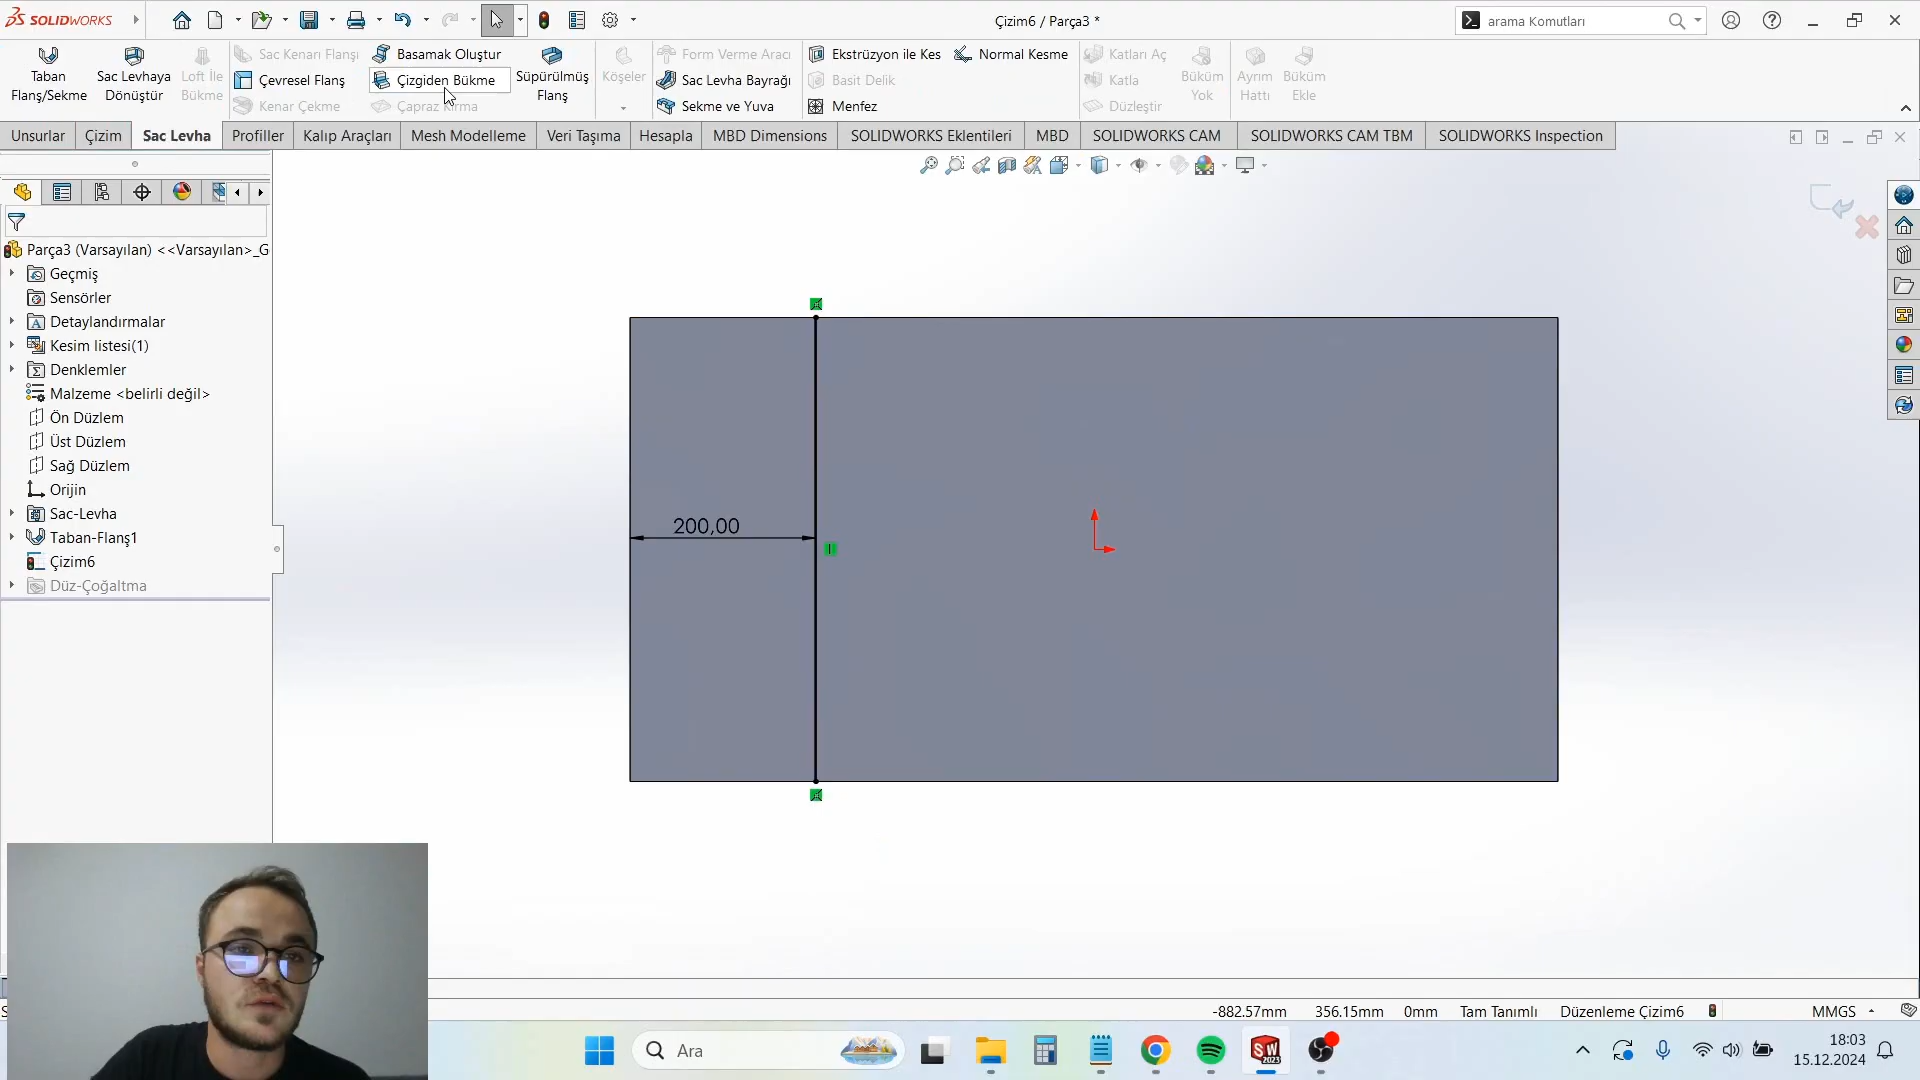 SOLIDWORKS
Çizim6 / Parça3 *
arama Komutları
Taban Flanş/Sekme
Sac Levhaya Dönüştür
Loft İle Bükme
Sac Kenarı Flanşı
Çevresel Flanş
Kenar Çekme
Basamak Oluştur
Çizgiden Bükme
Çapraz Kırma
Süpürülmüş Flanş
Köşeler
Form Verme Aracı
Sac Levha Bayrağı
Sekme ve Yuva
Ekstrüzyon ile Kes
Basit Delik
Menfez
Normal Kesme
Katları Aç
Katla
Düzleştir
Büküm Yok
Ayrım Hattı
Büküm Ekle
Unsurlar Çizim Sac Levha Profiller Kalıp Araçları Mesh Modelleme Veri Taşıma Hesapla MBD Dimensions SOLIDWORKS Eklentileri MBD SOLIDWORKS CAM SOLIDWORKS CAM TBM SOLIDWORKS Inspection
Parça3 (Varsayılan) <<Varsayılan>_G
Geçmiş
Sensörler
Detaylandırmalar
Kesim listesi(1)
Denklemler
Malzeme <belirli değil>
Ön Düzlem
Üst Düzlem
Sağ Düzlem
Orijin
Sac-Levha
Taban-Flanş1
Çizim6
Düz-Çoğaltma
200,00
-882.57mm 356.15mm 0mm Tam Tanımlı Düzenleme Çizim6 MMGS
Ara
SW
2023
18:03
15.12.2024